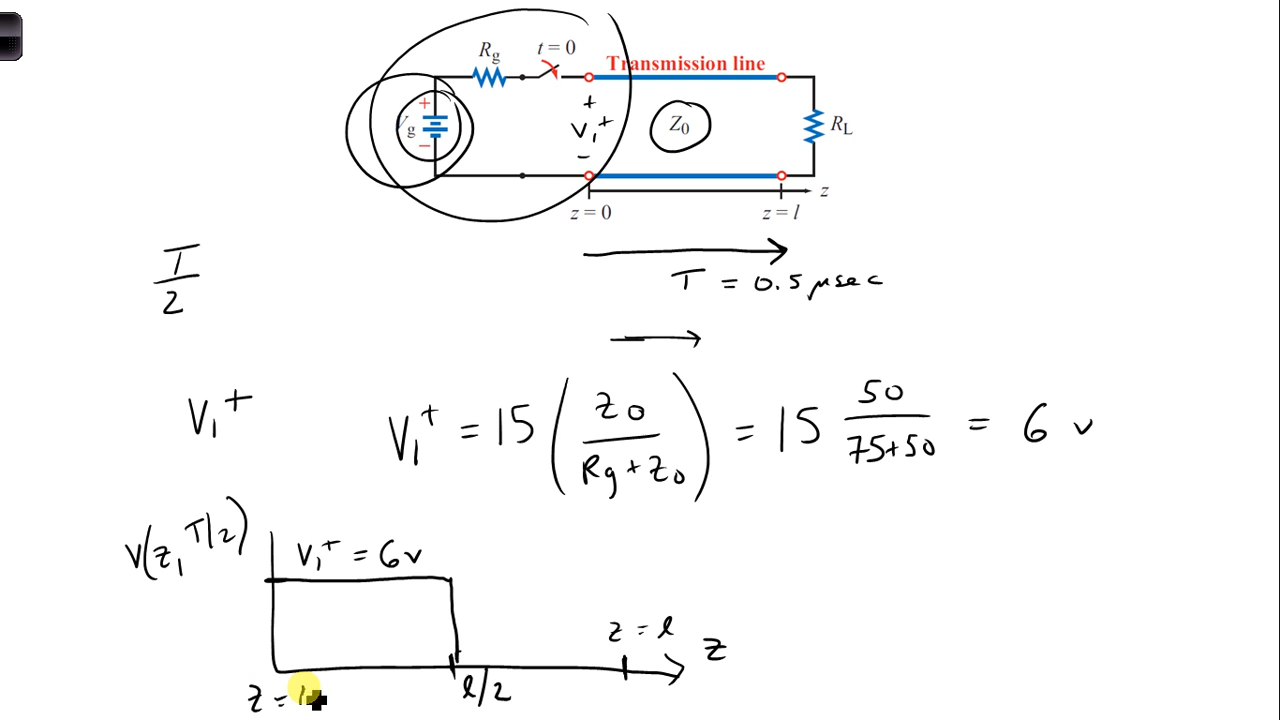 Rg t = 0 Transmission line
+ +
Vg V₁⁺ Z₀ RL
− −
z
z = 0 z = l
T/2
T = 0.5 μsec
V₁⁺ V₁⁺ = 15 (Z₀/(Rg + Z₀)) = 15 50/(75+50) = 6 v
V(z, T/2) V₁⁺ = 6v
z = l z
z = l/2